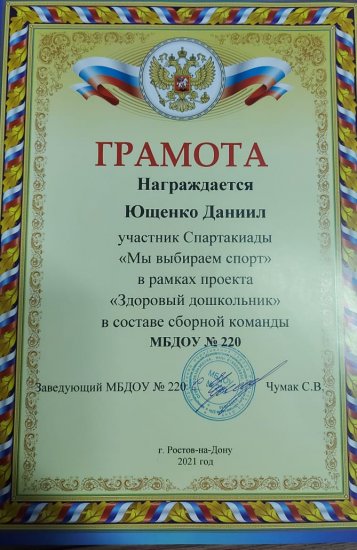 ГРАМОТА
Награждается
Ющенко Даниил
участник Спартакиады
«Мы выбираем спорт»
в рамках проекта
«Здоровый дошкольник»
в составе сборной команды
МБДОУ № 220
Заведующий МБДОУ № 220 Чумак С.В.
МБДОУ
г. Ростов-на-Дону
2021 год